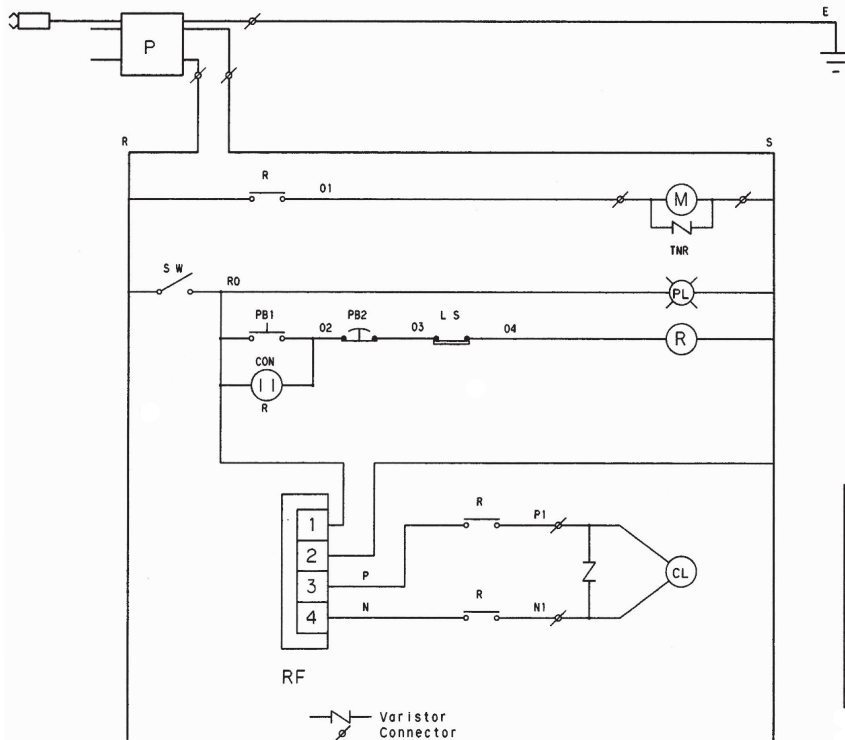 E
P
R
S
R
01
M
TNR
S W
R0
PL
PB1
02
PB2
03
L S
04
R
CON
R
1
2
3
4
P
N
R
P1
R
N1
CL
RF
Varistor
Connector